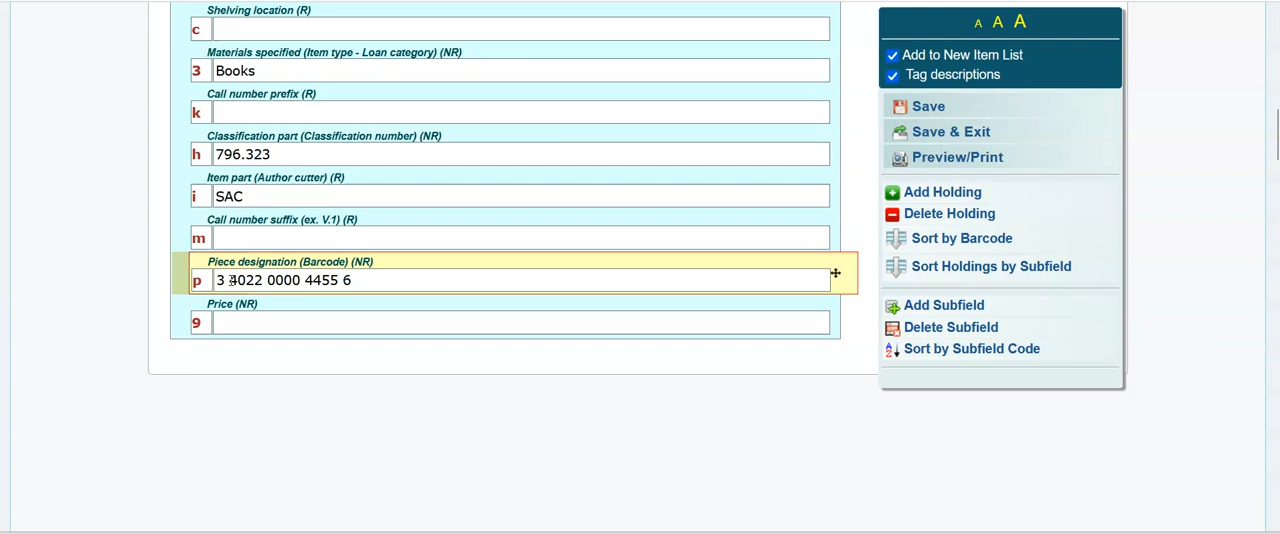 Shelving location (R)
c
Materials specified (Item type - Loan category) (NR)
3 Books
Call number prefix (R)
k
Classification part (Classification number) (NR)
h 796.323
Item part (Author cutter) (R)
i SAC
Call number suffix (ex. V.1) (R)
m
Piece designation (Barcode) (NR)
p 3 4022 0000 4455 6
Price (NR)
9
A A A
Add to New Item List
Tag descriptions
Save
Save & Exit
Preview/Print
Add Holding
Delete Holding
Sort by Barcode
Sort Holdings by Subfield
Add Subfield
Delete Subfield
Sort by Subfield Code